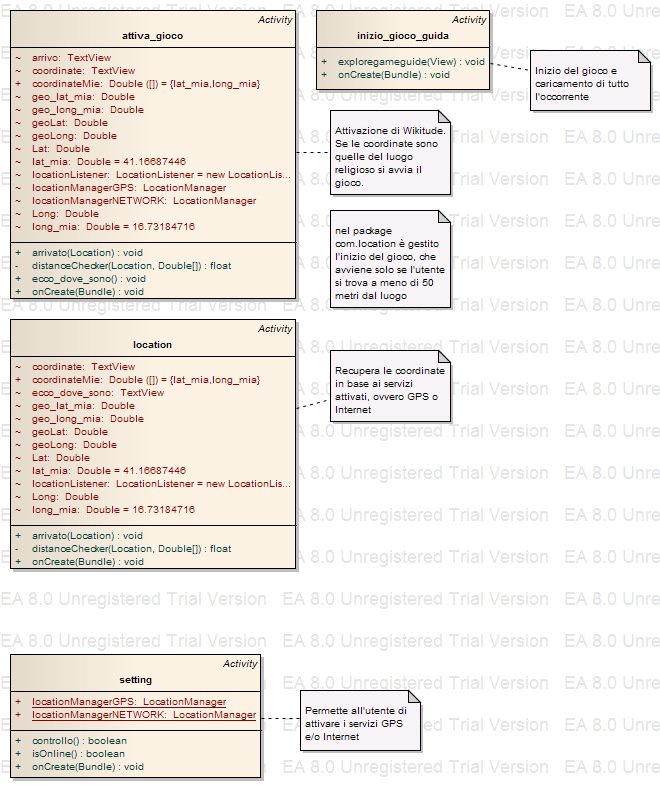 Activity
attiva_gioco
~ arrivo: TextView
~ coordinate: TextView
+ coordinateMie: Double ([]) = {lat_mia,long_mia}
~ geo_lat_mia: Double
~ geo_long_mia: Double
~ geoLat: Double
~ geoLong: Double
~ Lat: Double
~ lat_mia: Double = 41.16687446
~ locationListener: LocationListener = new LocationLis...
~ locationManagerGPS: LocationManager
~ locationManagerNETWORK: LocationManager
~ Long: Double
~ long_mia: Double = 16.73184716
+ arrivato(Location) : void
- distanceChecker(Location, Double[]) : float
+ ecco_dove_sono() : void
+ onCreate(Bundle) : void
Activity
inizio_gioco_guida
+ exploregameguide(View) : void
+ onCreate(Bundle) : void
Inizio del gioco e
caricamento di tutto
l'occorrente
Attivazione di Wikitude.
Se le coordinate sono
quelle del luogo
religioso si avvia il
gioco.
nel package
com.location è gestito
l'inizio del gioco, che
avviene solo se l'utente
si trova a meno di 50
metri dal luogo
Activity
location
~ coordinate: TextView
+ coordinateMie: Double ([]) = {lat_mia,long_mia}
~ ecco_dove_sono: TextView
~ geo_lat_mia: Double
~ geo_long_mia: Double
~ geoLat: Double
~ geoLong: Double
~ Lat: Double
~ lat_mia: Double = 41.16687446
~ locationListener: LocationListener = new LocationLis...
~ Long: Double
~ long_mia: Double = 16.73184716
+ arrivato(Location) : void
- distanceChecker(Location, Double[]) : float
+ onCreate(Bundle) : void
Recupera le coordinate
in base ai servizi
attivati, ovvero GPS o
Internet
EA 8.0 Unregistered Trial Version EA 8.0 Unregistered Trial Version EA 8.0 Unre
EA 8.0 Unregistered Trial Version EA 8.0 Unregistered Trial Version EA 8.0 Unre
Activity
setting
+ locationManagerGPS: LocationManager
+ locationManagerNETWORK: LocationManager
+ controllo() : boolean
+ isOnline() : boolean
+ onCreate(Bundle) : void
Permette all'utente di
attivare i servizi GPS
e/o Internet